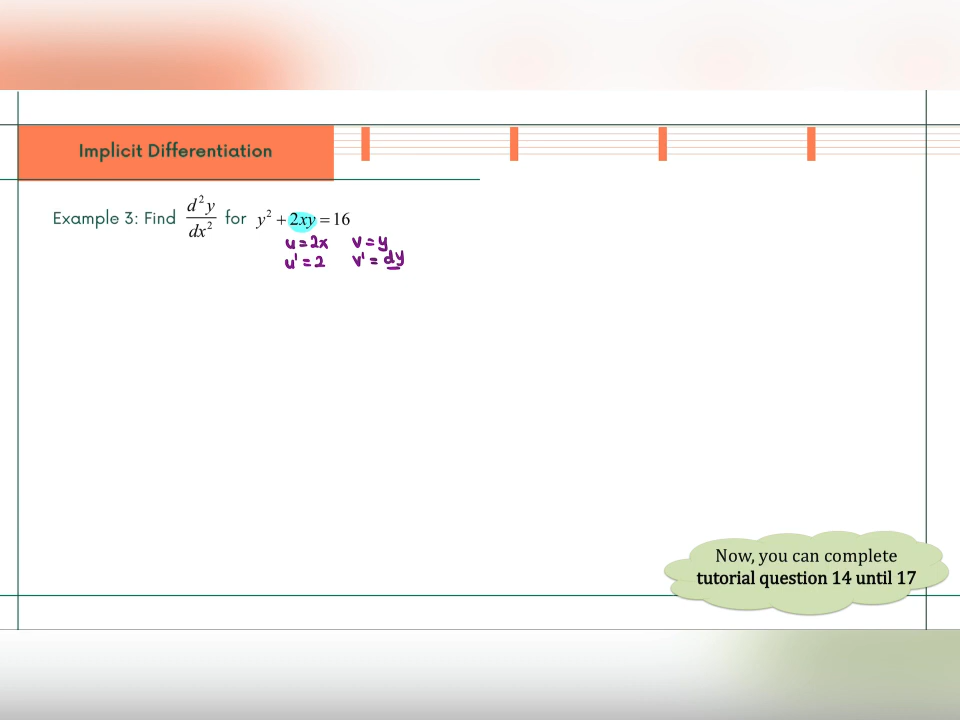 Implicit Differentiation
Example 3: Find d²y/dx² for y² + 2xy = 16
u = 2x v = y
u' = 2 v' = dy
Now, you can complete
tutorial question 14 until 17